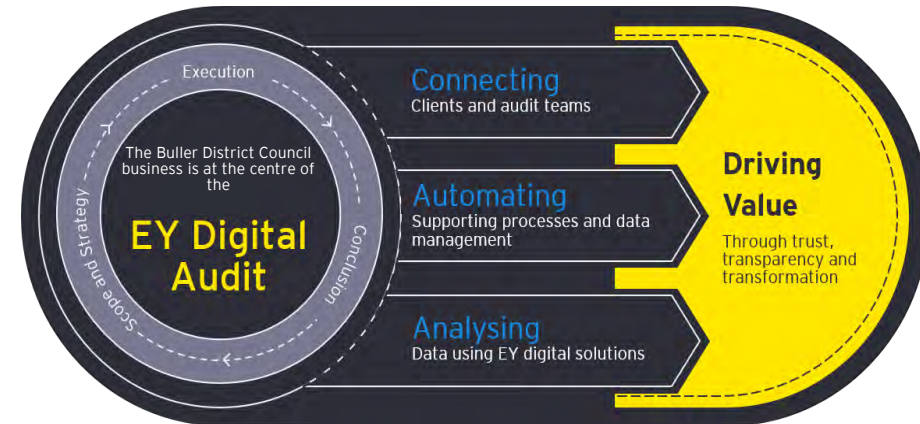 Execution
Scope and Strategy
Conclusion
The Buller District Council
business is at the centre of
the
EY Digital
Audit
Connecting
Clients and audit teams
Automating
Supporting processes and data
management
Analysing
Data using EY digital solutions
Driving
Value
Through trust,
transparency and
transformation